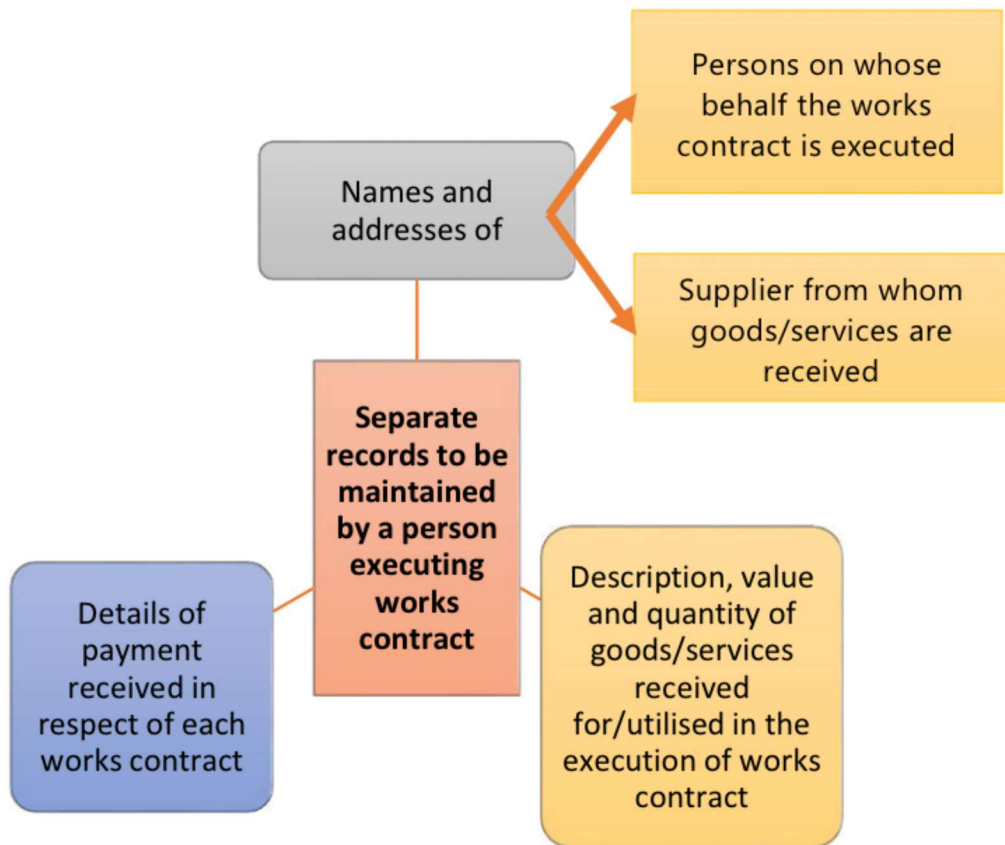 Persons on whose
behalf the works
contract is executed
Names and
addresses of
Supplier from whom
goods/services are
received
Separate
records to be
maintained
by a person
executing
works
contract
Details of
payment
received in
respect of each
works contract
Description, value
and quantity of
goods/services
received
for/utilised in the
execution of works
contract